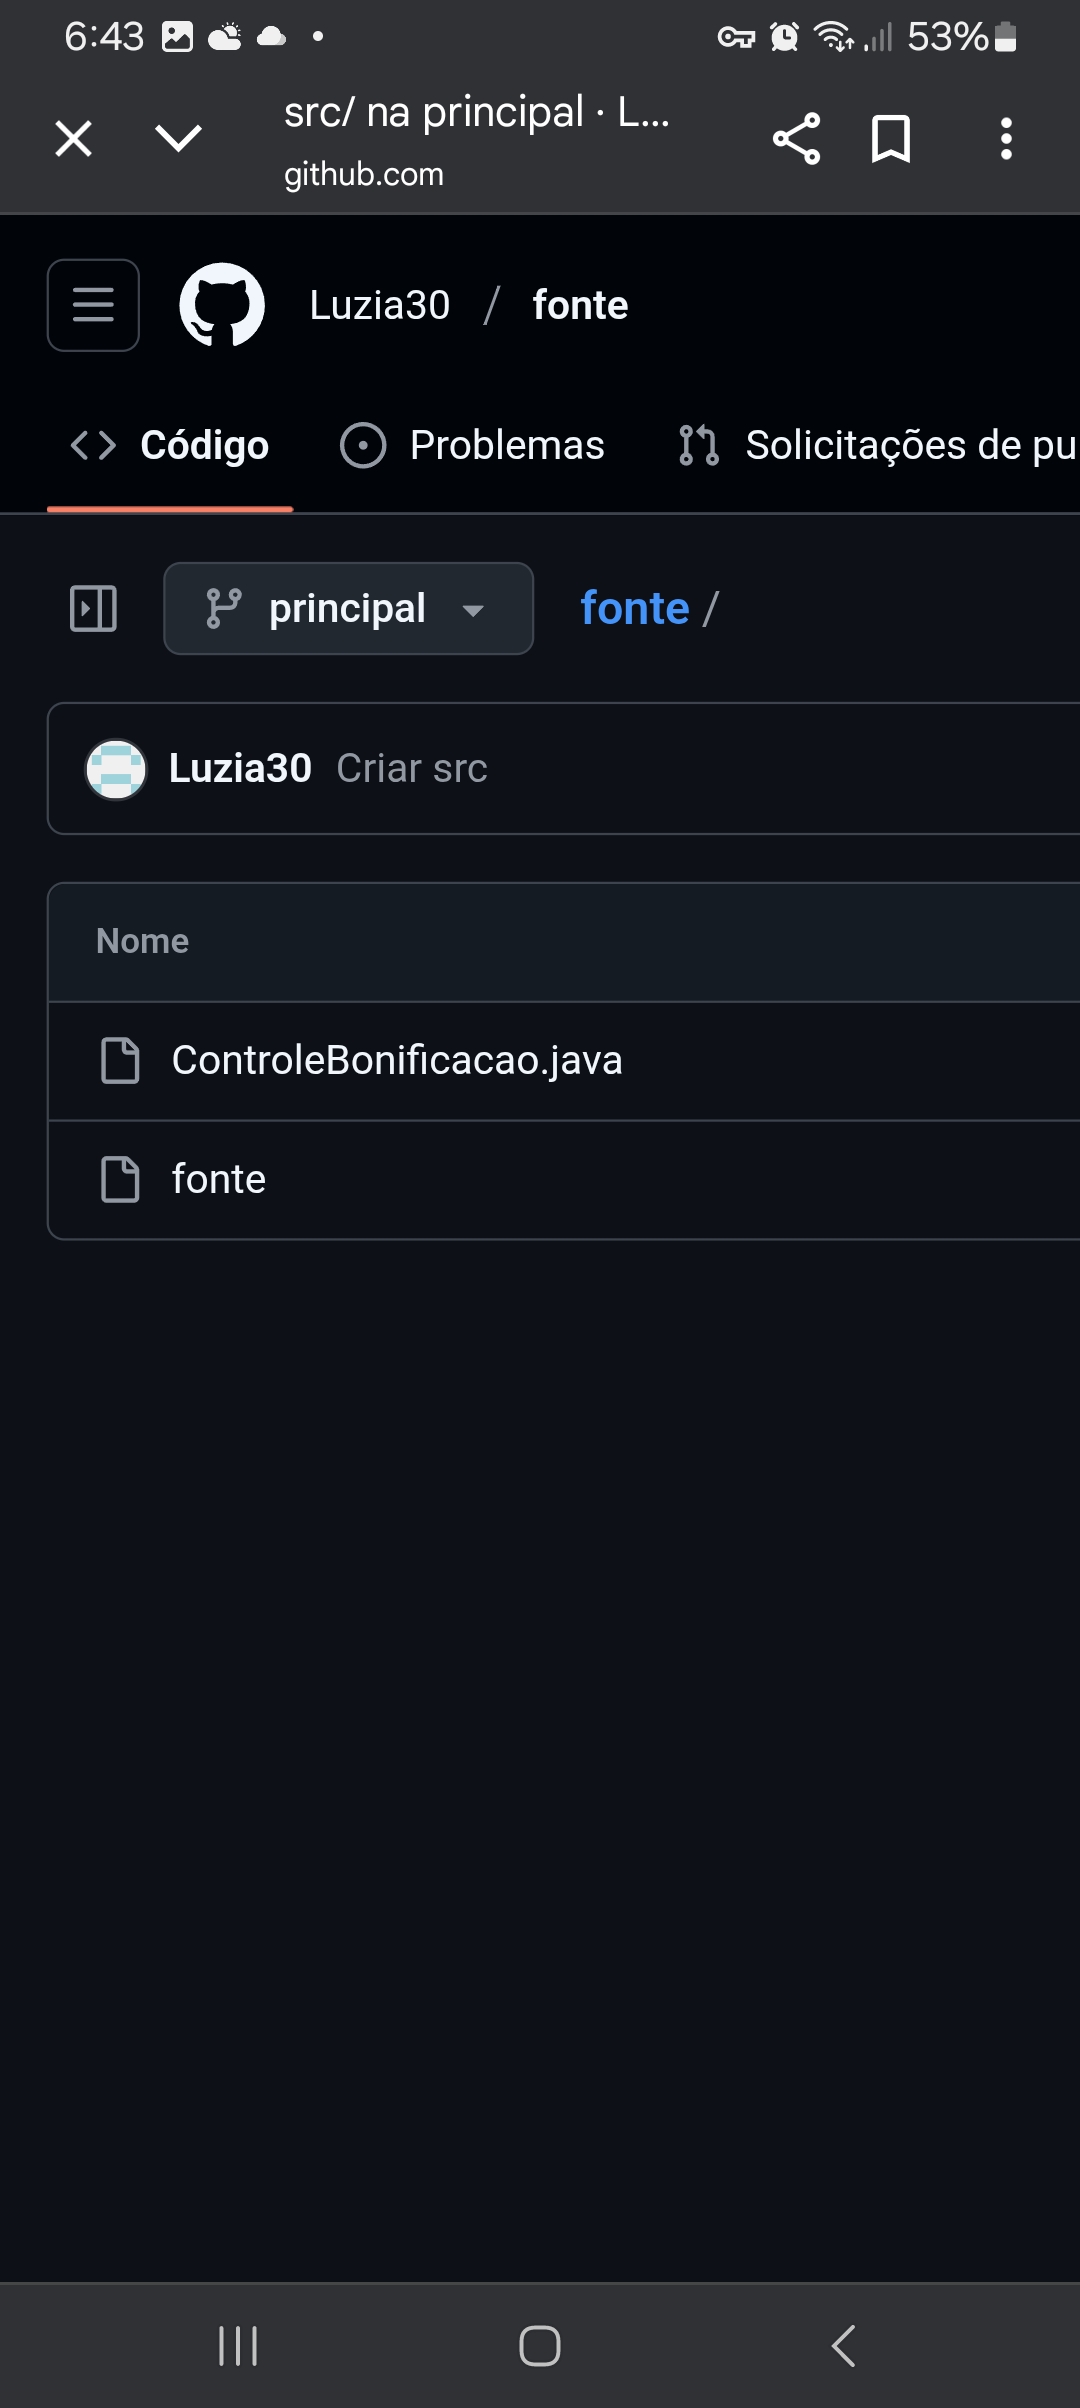 6:43
53%
src/ na principal · L...
github.com
Luzia30 / fonte
Código Problemas Solicitações de pu
principal fonte /
Luzia30 Criar src
Nome
ControleBonificacao.java
fonte